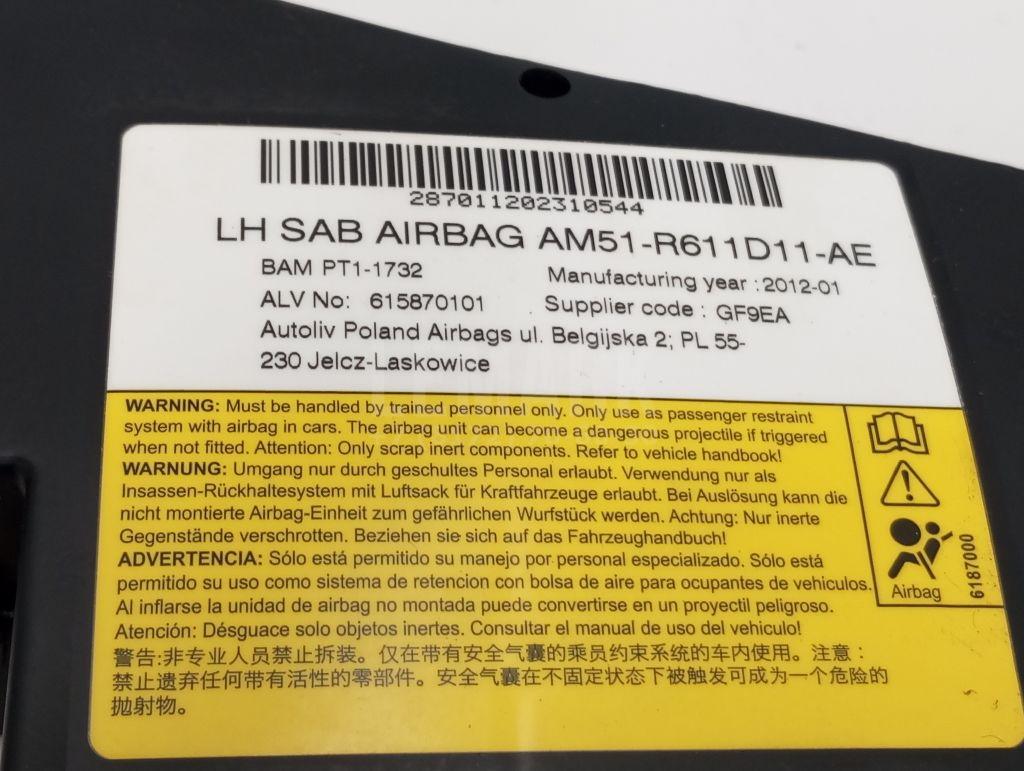 287011202310544
LH SAB AIRBAG AM51-R611D11-AE
BAM PT1-1732 Manufacturing year : 2012-01
ALV No: 615870101 Supplier code : GF9EA
Autoliv Poland Airbags ul. Belgijska 2; PL 55-
230 Jelcz-Laskowice
WARNING: Must be handled by trained personnel only. Only use as passenger restraint
system with airbag in cars. The airbag unit can become a dangerous projectile if triggered
when not fitted. Attention: Only scrap inert components. Refer to vehicle handbook!
WARNUNG: Umgang nur durch geschultes Personal erlaubt. Verwendung nur als
Insassen-Rückhaltesystem mit Luftsack für Kraftfahrzeuge erlaubt. Bei Auslösung kann die
nicht montierte Airbag-Einheit zum gefährlichen Wurfstück werden. Achtung: Nur inerte
Gegenstände verschrotten. Beziehen sie sich auf das Fahrzeughandbuch!
ADVERTENCIA: Sólo está permitido su manejo por personal especializado. Sólo está
permitido su uso como sistema de retencion con bolsa de aire para ocupantes de vehiculos.
Al inflarse la unidad de airbag no montada puede convertirse en un proyectil peligroso.
Atención: Désguace solo objetos inertes. Consultar el manual de uso del vehiculo!
警告:非专业人员禁止拆装。仅在带有安全气囊的乘员约束系统的车内使用。注意：
禁止遗弃任何带有活性的零部件。安全气囊在不固定状态下被触发可成为一个危险的
抛射物。
Airbag
6187000